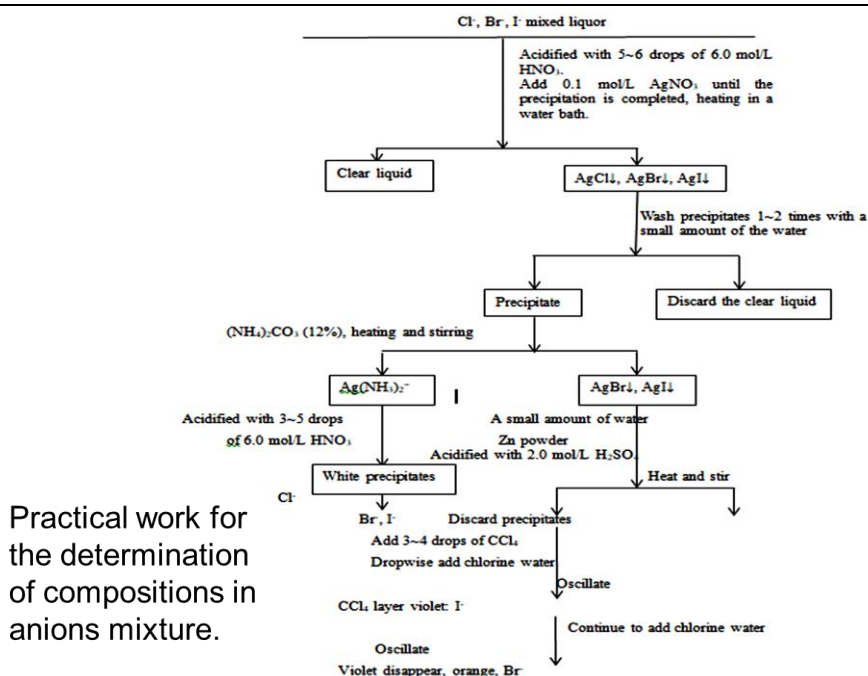 Cl⁻, Br⁻, I⁻ mixed liquor
Acidified with 5~6 drops of 6.0 mol/L
HNO₃.
Add 0.1 mol/L AgNO₃ until the
precipitation is completed, heating in a
water bath.
Clear liquid
AgCl↓, AgBr↓, AgI↓
Wash precipitates 1~2 times with a
small amount of the water
Precipitate
Discard the clear liquid
(NH₄)₂CO₃ (12%), heating and stirring
Ag(NH₃)₂⁻
AgBr↓, AgI↓
Acidified with 3~5 drops
of 6.0 mol/L HNO₃
A small amount of water
Zn powder
Acidified with 2.0 mol/L H₂SO₄
Heat and stir
White precipitates
Cl⁻
Br⁻, I⁻
Discard precipitates
Add 3~4 drops of CCl₄
Dropwise add chlorine water
Oscillate
CCl₄ layer violet: I⁻
Continue to add chlorine water
Oscillate
Violet disappear, orange, Br⁻
Practical work for
the determination
of compositions in
anions mixture.